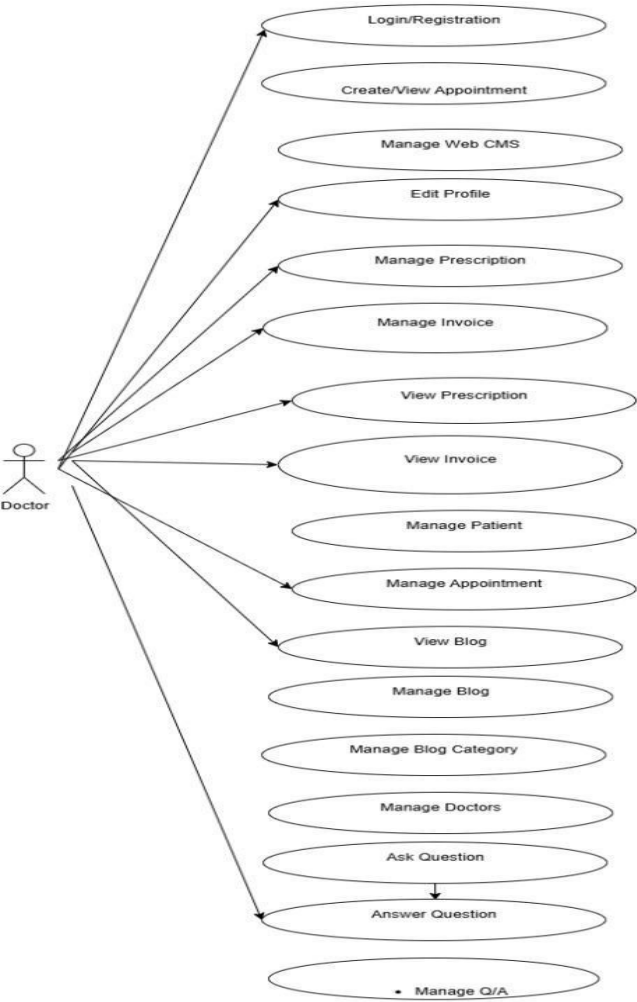 Login/Registration
Create/View Appointment
Manage Web CMS
Edit Profile
Manage Prescription
Manage Invoice
View Prescription
View Invoice
Doctor
Manage Patient
Manage Appointment
View Blog
Manage Blog
Manage Blog Category
Manage Doctors
Ask Question
Answer Question
• Manage Q/A